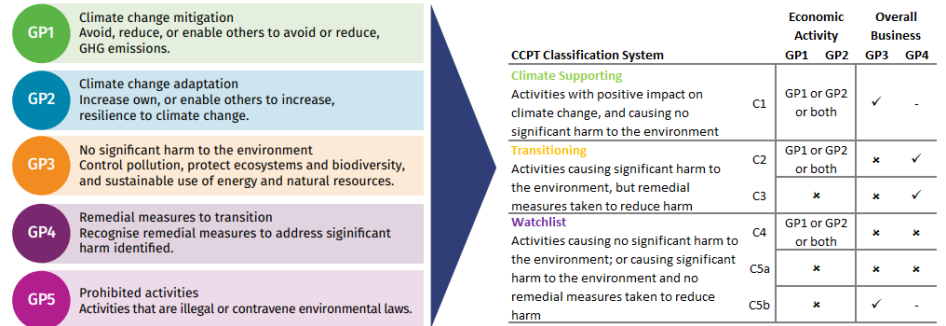 GP1
Climate change mitigation
Avoid, reduce, or enable others to avoid or reduce,
GHG emissions.
GP2
Climate change adaptation
Increase own, or enable others to increase,
resilience to climate change.
GP3
No significant harm to the environment
Control pollution, protect ecosystems and biodiversity,
and sustainable use of energy and natural resources.
GP4
Remedial measures to transition
Recognise remedial measures to address siginificant
harm identified.
GP5
Prohibited activities
Activities that are illegal or contravene environmental laws.
Economic Overall
Activity Business
CCPT Classification System GP1 GP2 GP3 GP4
Climate Supporting
Activities with positive impact on
climate change, and causing no
significant harm to the environment
C1
GP1 or GP2
or both
✓ -
Transitioning
Activities causing significant harm to
the environment, but remedial
measures taken to reduce harm
C2
GP1 or GP2
or both
✗ ✓
C3 ✗ ✗ ✓
Watchlist
Activities causing no significant harm to
the environment; or causing significant
harm to the environment and no
remedial measures taken to reduce
harm
C4
GP1 or GP2
or both
✗ ✗
C5a ✗ ✗ ✗
C5b ✗ ✓ -